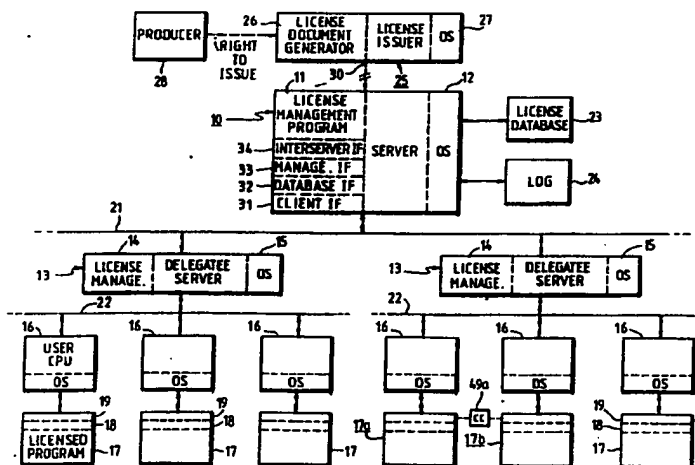 26
LICENSE DOCUMENT GENERATOR
LICENSE ISSUER
OS
27
PRODUCER
28
RIGHT TO ISSUE
30
25
11
12
10
LICENSE MANAGEMENT PROGRAM
SERVER
OS
34
INTERSERVER IF
33
MANAGE. IF
32
DATABASE IF
31
CLIENT IF
LICENSE DATABASE
23
LOG
24
21
14
15
13
LICENSE MANAGE.
DELEGATEE SERVER
OS
14
15
13
LICENSE MANAGE.
DELEGATEE SERVER
OS
22
22
16
16
16
16
16
16
USER CPU
OS
OS
OS
OS
OS
OS
49a
CC
19
18
LICENSED PROGRAM
17
19
18
17
17
17a
17b
19
18
17